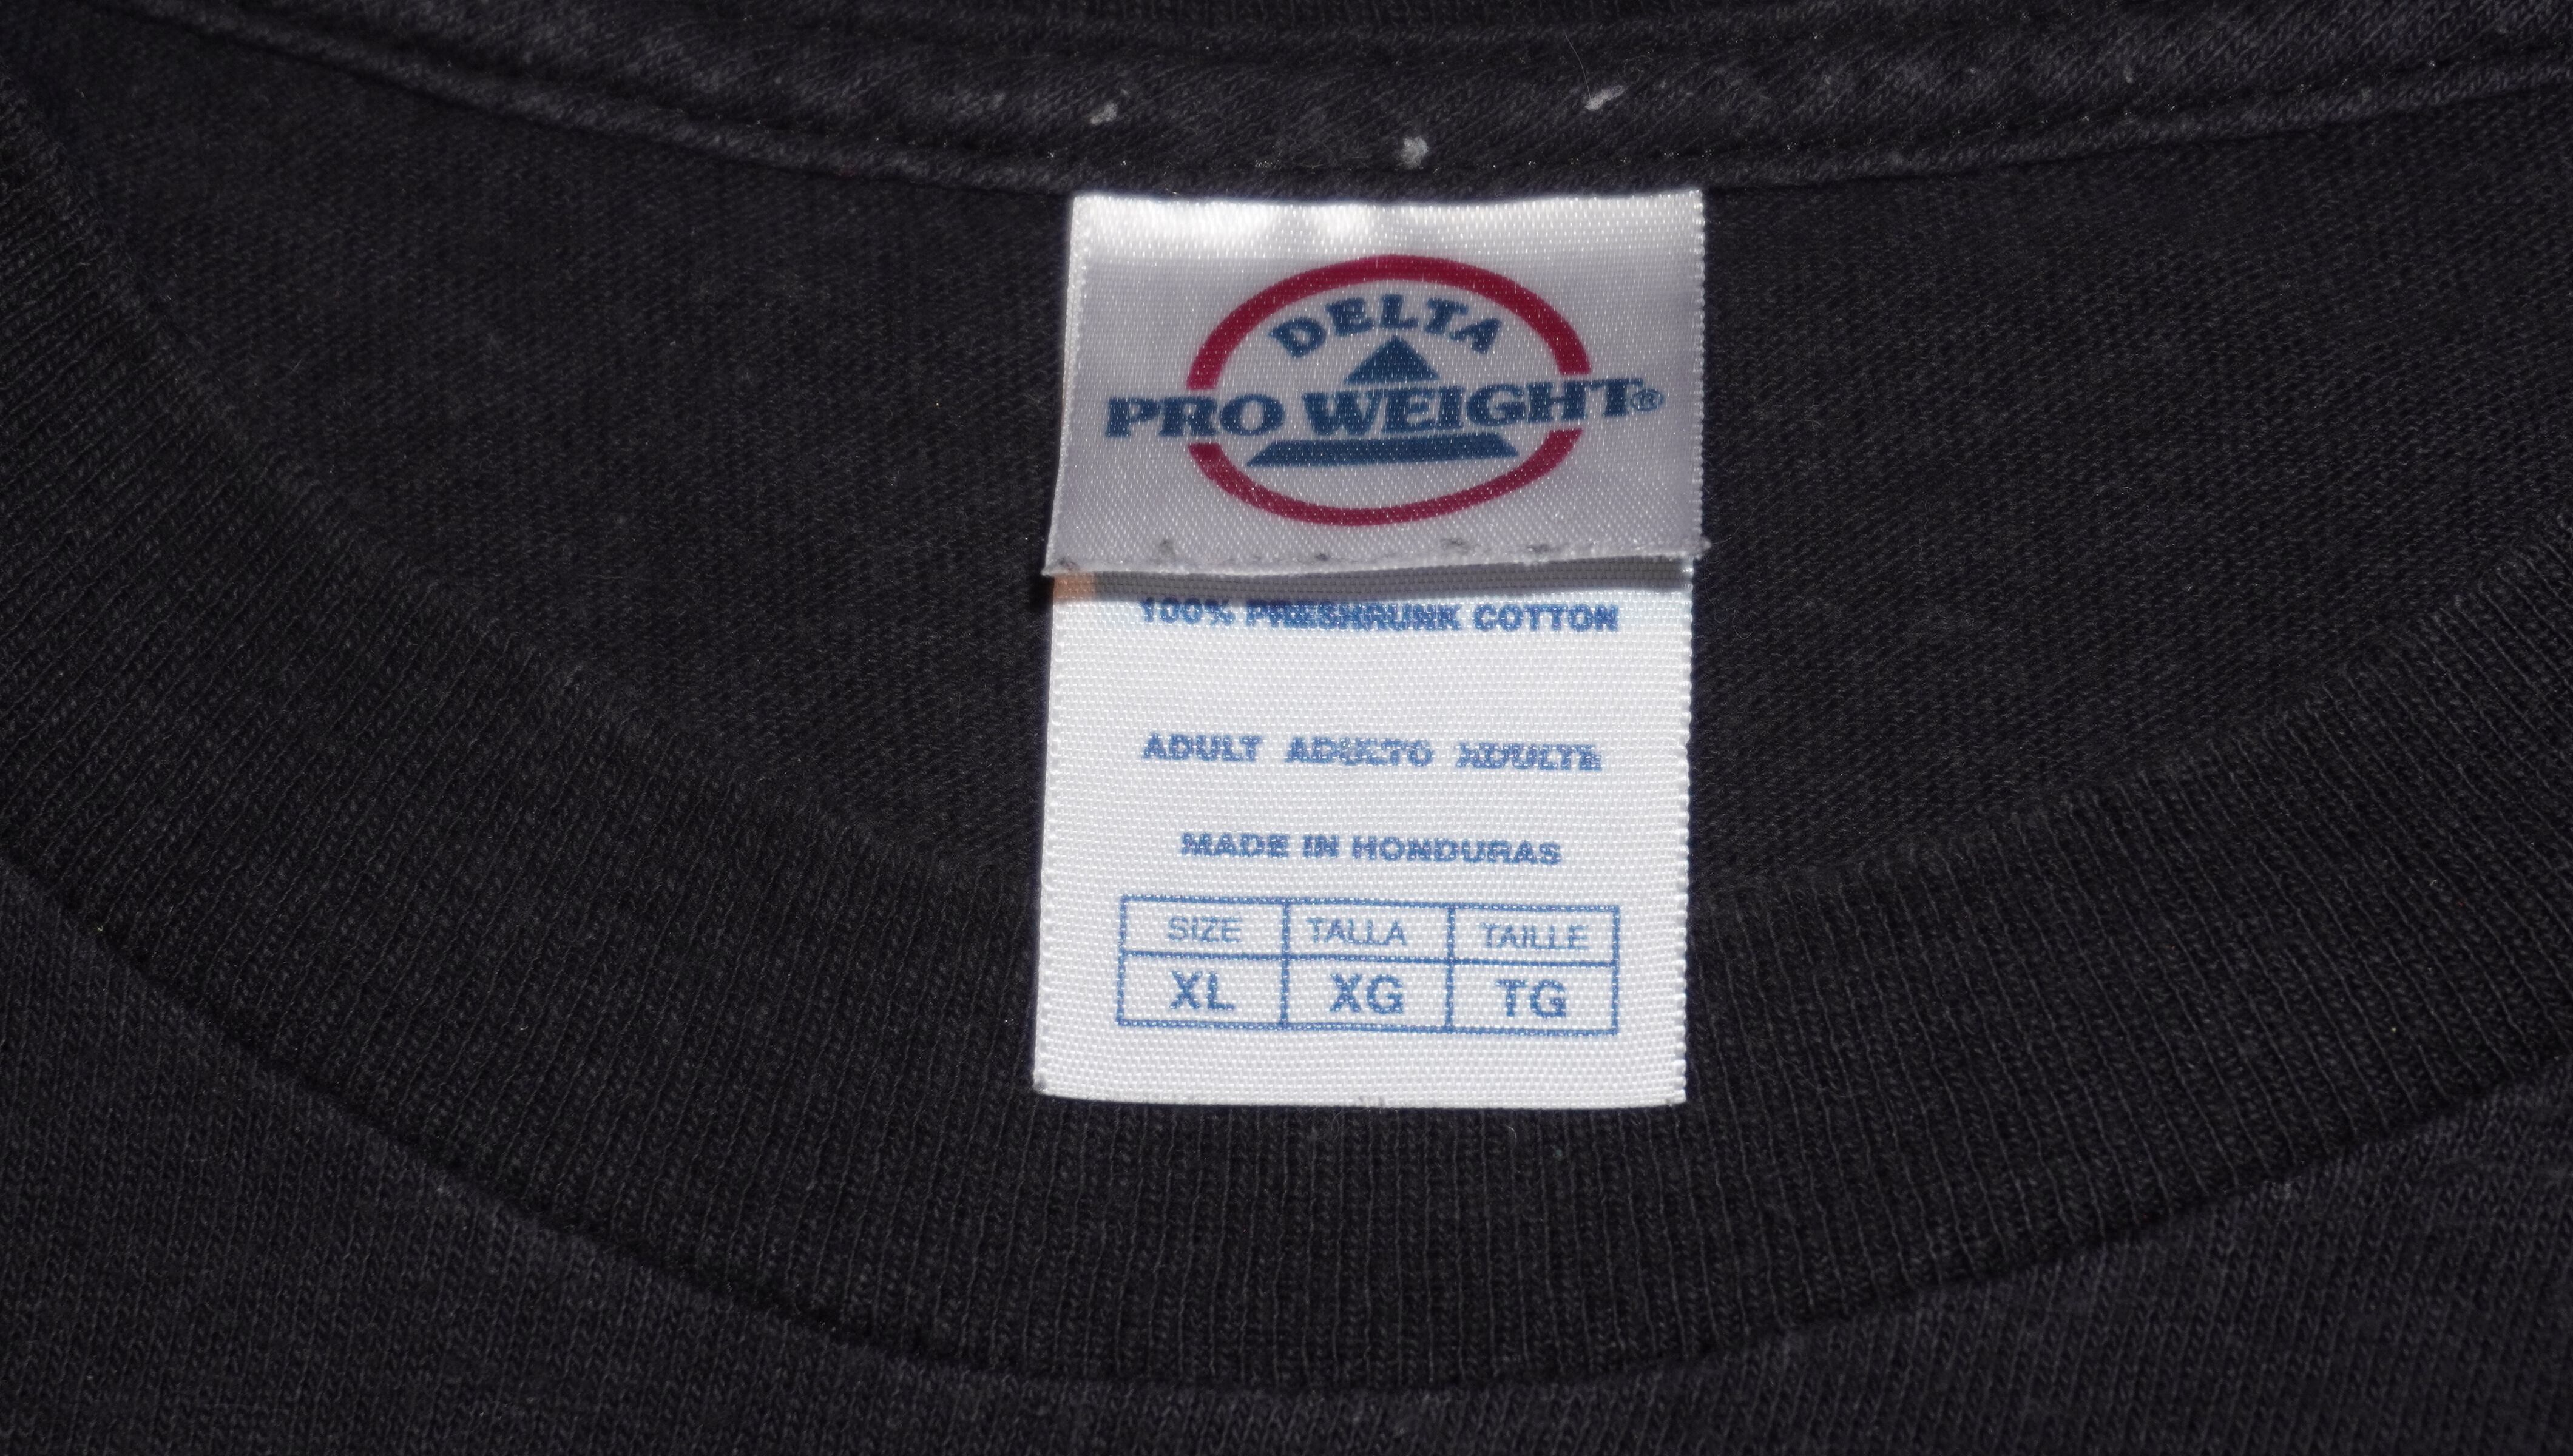 DELTA
PRO WEIGHT®
100% PRESHRUNK COTTON
ADULT ADULTO ADULTE
MADE IN HONDURAS
SIZE TALLA TAILLE
XL XG TG